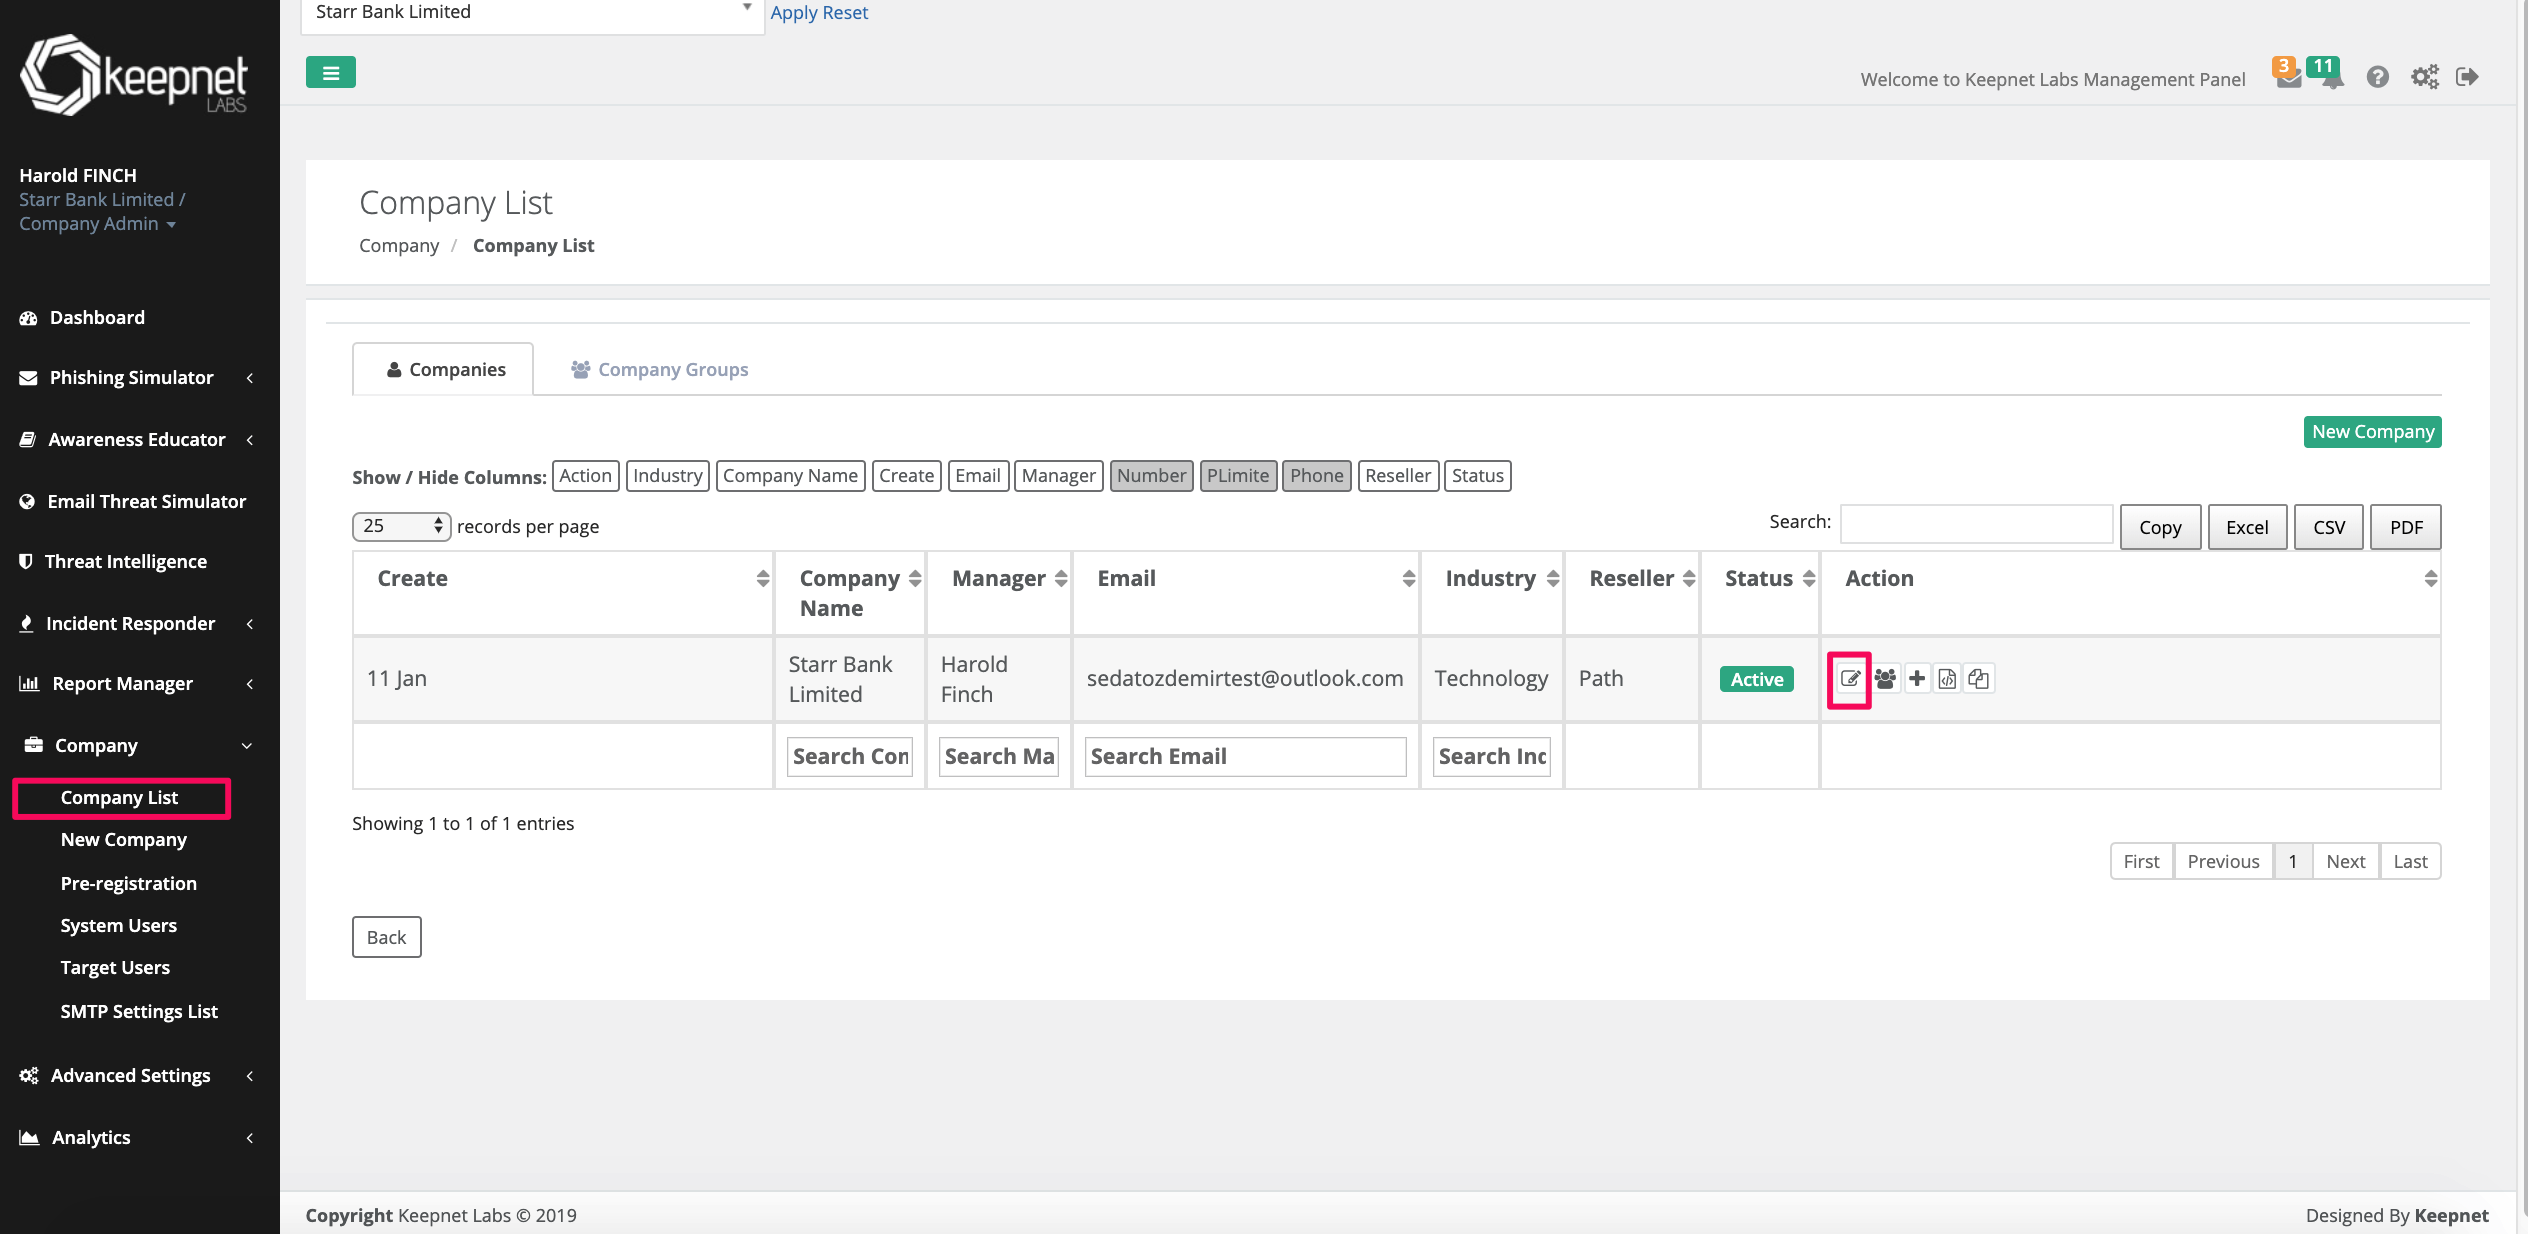 Starr Bank Limited
Apply Reset
keepnet
LABS
Welcome to Keepnet Labs Management Panel
3
11
Harold FINCH
Starr Bank Limited /
Company Admin
Dashboard
Phishing Simulator
Awareness Educator
Email Threat Simulator
Threat Intelligence
Incident Responder
Report Manager
Company
Company List
New Company
Pre-registration
System Users
Target Users
SMTP Settings List
Advanced Settings
Analytics
Company List
Company / Company List
Companies
Company Groups
New Company
Show / Hide Columns: Action Industry Company Name Create Email Manager Number PLimite Phone Reseller Status
25 records per page
Search:
Copy Excel CSV PDF
Create Company Name Manager Email Industry Reseller Status Action
11 Jan Starr Bank Limited Harold Finch sedatozdemirtest@outlook.com Technology Path Active
Search Con Search Ma Search Email Search Ind
Showing 1 to 1 of 1 entries
First Previous 1 Next Last
Back
Copyright Keepnet Labs © 2019
Designed By Keepnet